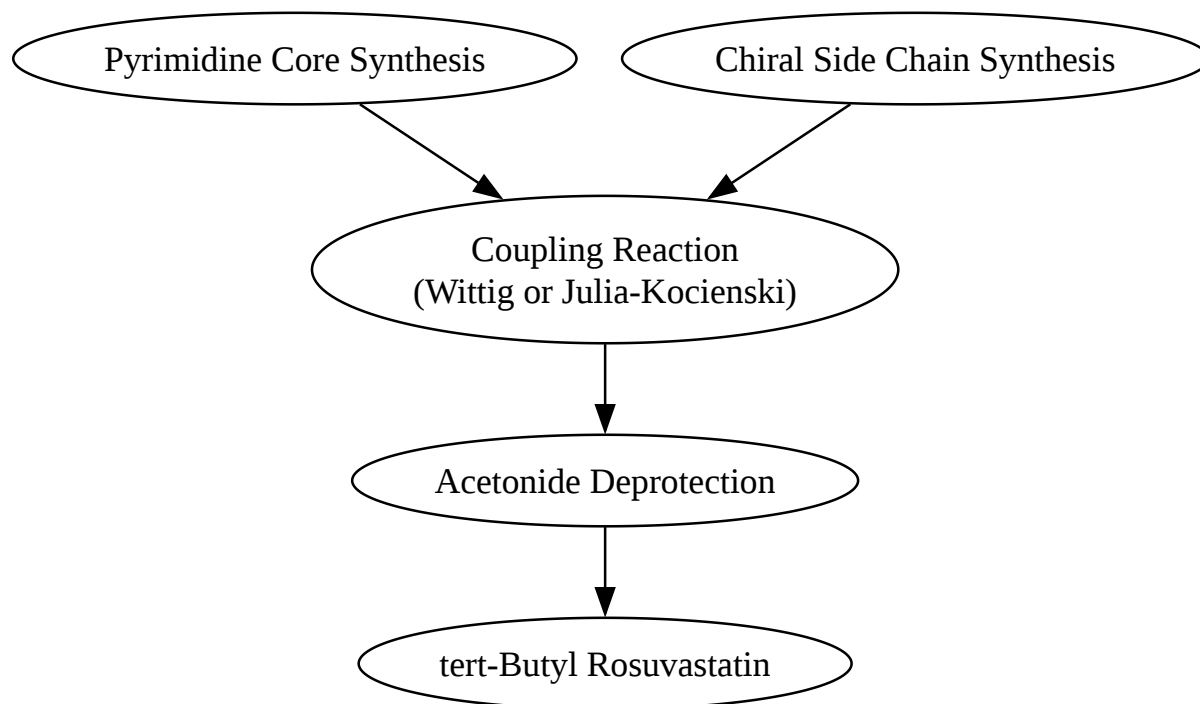 Pyrimidine Core Synthesis
Chiral Side Chain Synthesis
Coupling Reaction
(Wittig or Julia-Kocienski)
Acetonide Deprotection
tert-Butyl Rosuvastatin